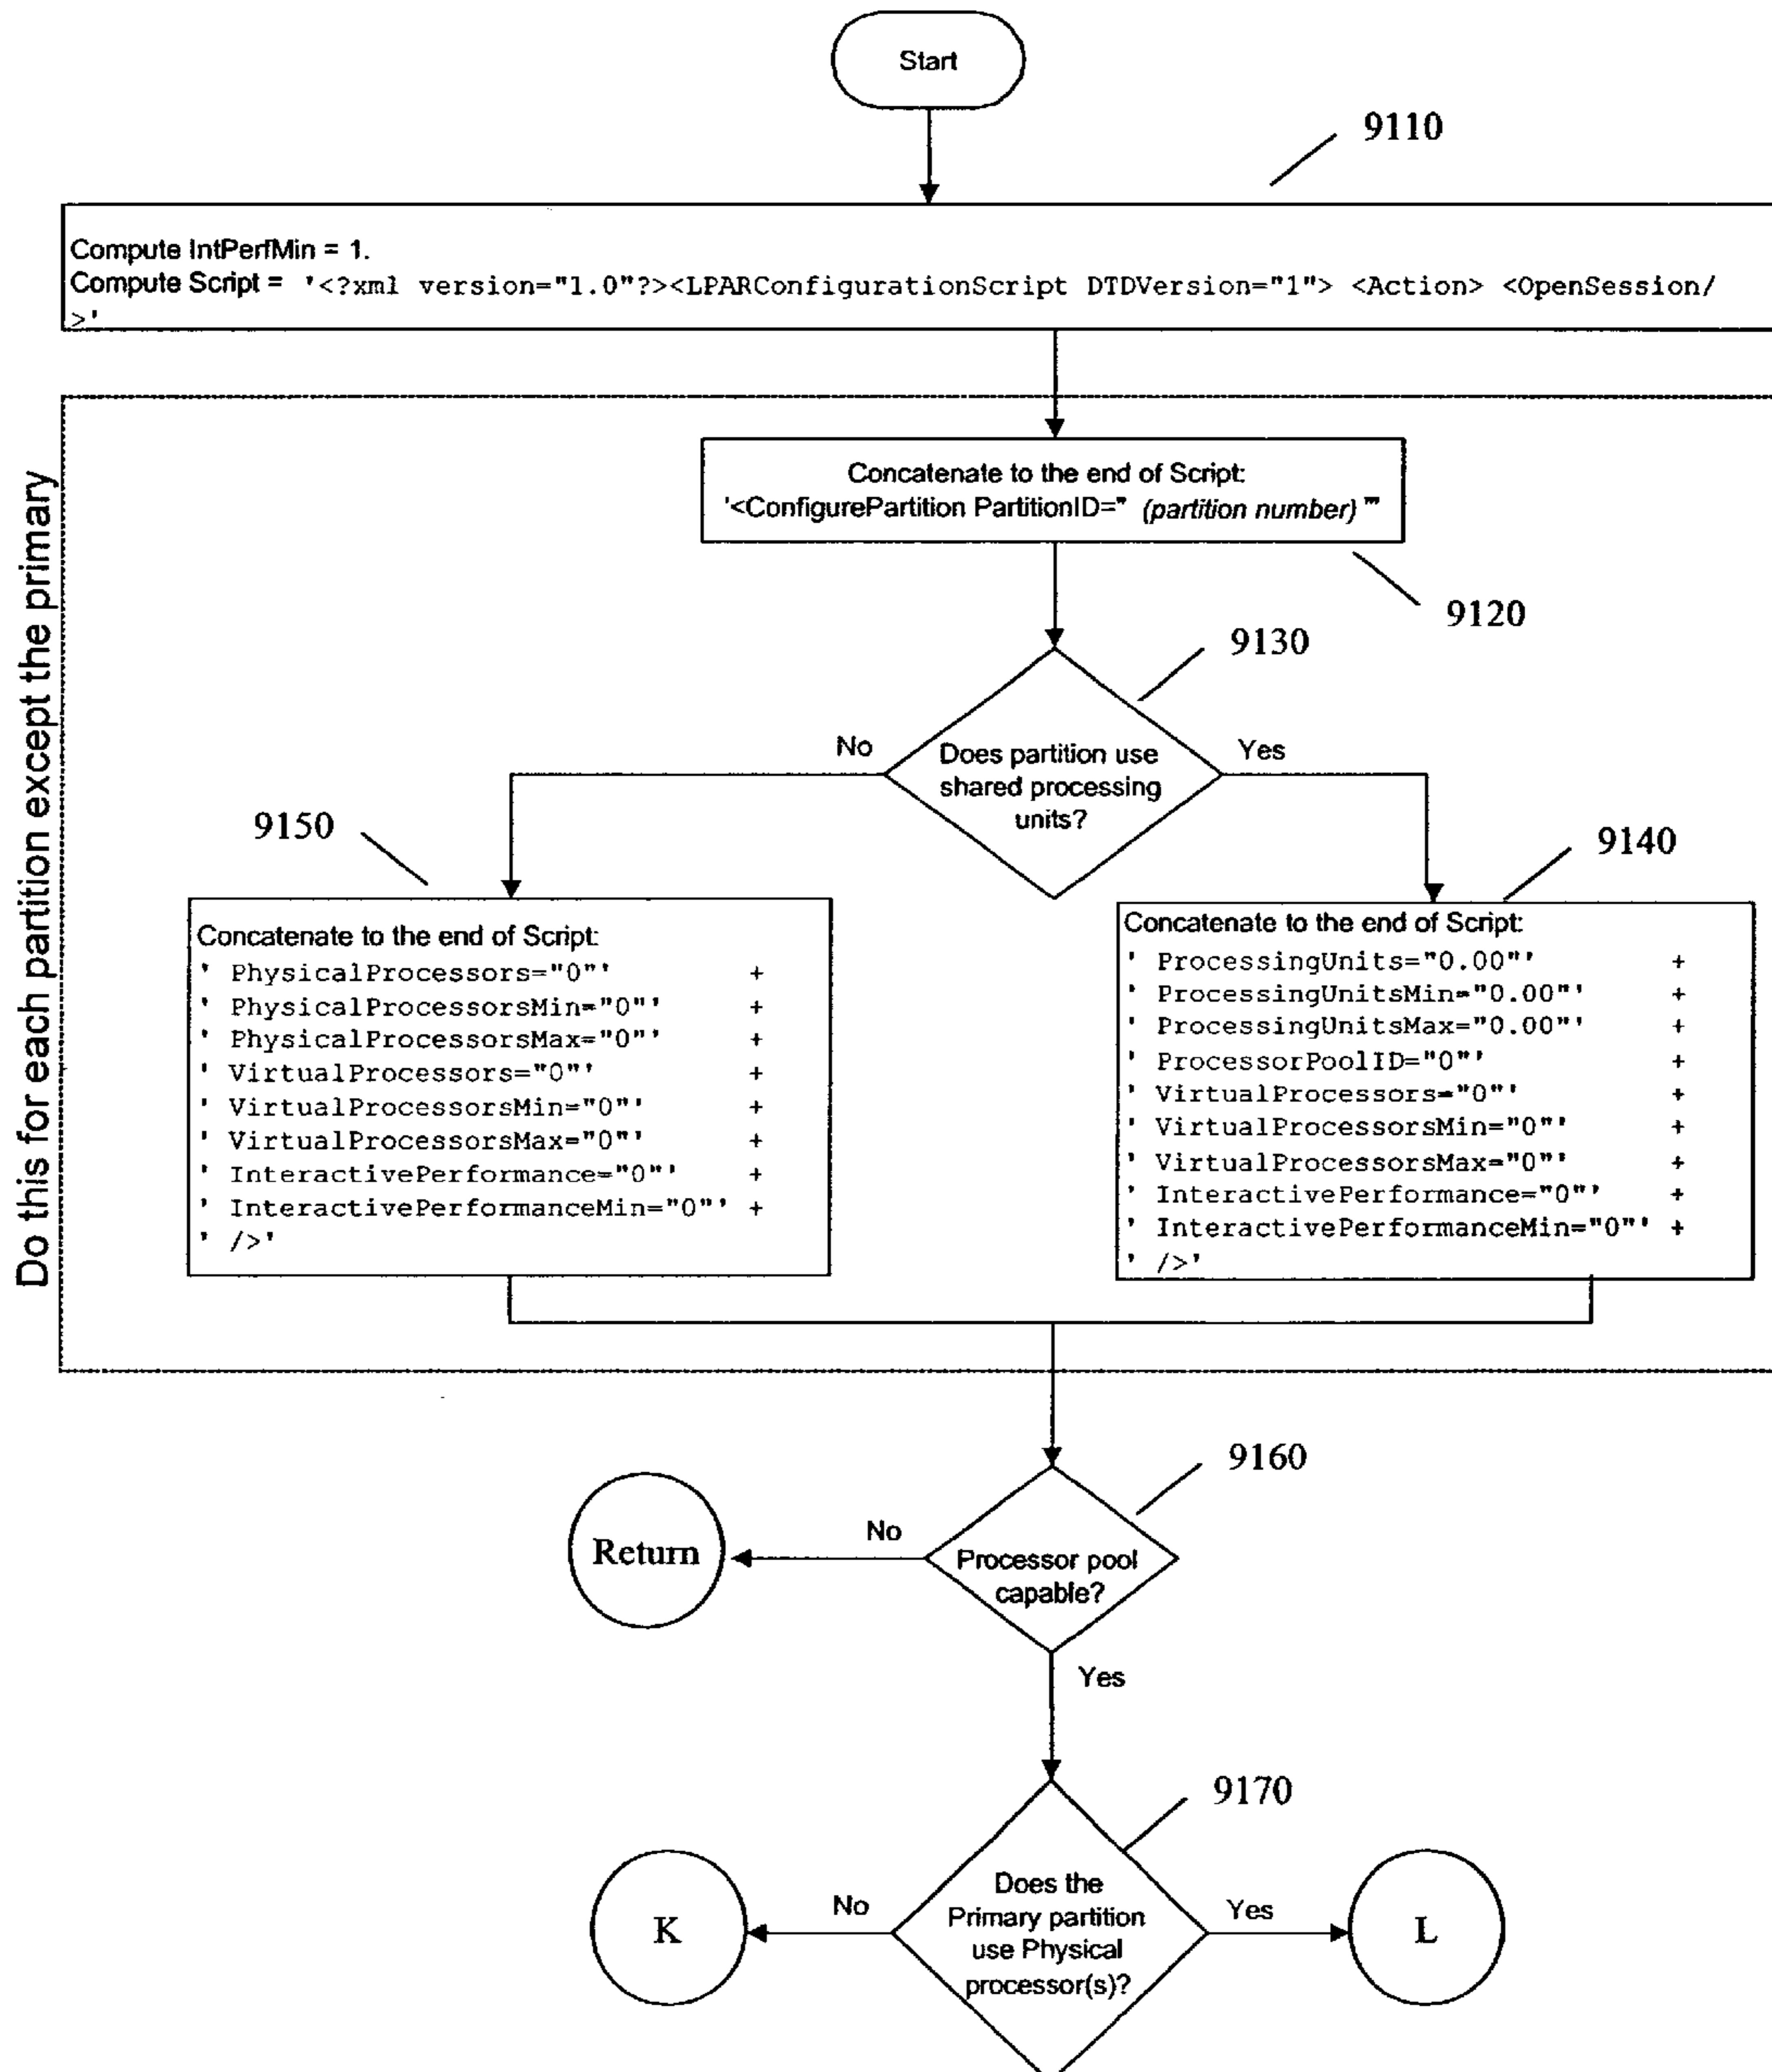 Start
9110
Compute IntPerfMin = 1.
Compute Script = '<?xml version="1.0"?><LPARConfigurationScript DTDVersion="1"> <Action> <OpenSession/
>'
Do this for each partition except the primary
Concatenate to the end of Script:
'<ConfigurePartition PartitionID=" (partition number) "'
9120
9130
Does partition use
shared processing
units?
No
Yes
9150
9140
Concatenate to the end of Script:
' PhysicalProcessors="0"' +
' PhysicalProcessorsMin="0"' +
' PhysicalProcessorsMax="0"' +
' VirtualProcessors="0"' +
' VirtualProcessorsMin="0"' +
' VirtualProcessorsMax="0"' +
' InteractivePerformance="0"' +
' InteractivePerformanceMin="0"' +
' />'
Concatenate to the end of Script:
' ProcessingUnits="0.00"' +
' ProcessingUnitsMin="0.00"' +
' ProcessingUnitsMax="0.00"' +
' ProcessorPoolID="0"' +
' VirtualProcessors="0"' +
' VirtualProcessorsMin="0"' +
' VirtualProcessorsMax="0"' +
' InteractivePerformance="0"' +
' InteractivePerformanceMin="0"' +
' />'
9160
Return
No
Processor pool
capable?
Yes
9170
K
No
Does the
Primary partition
use Physical
processor(s)?
Yes
L